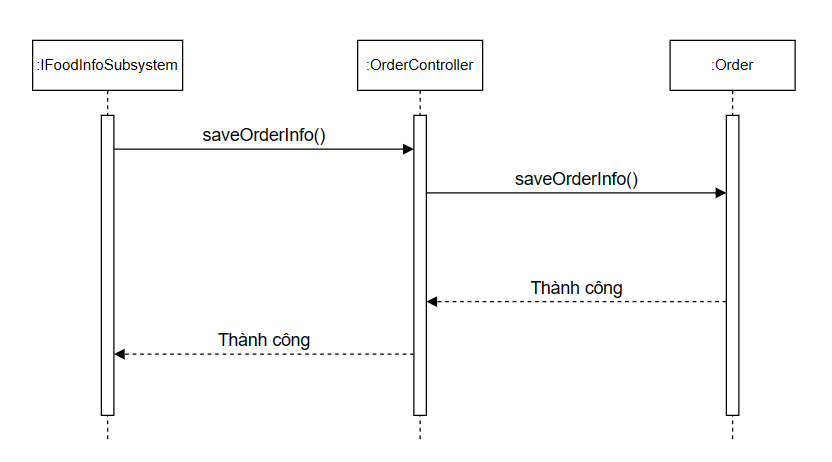 :IFoodInfoSubsystem
:OrderController
:Order
saveOrderInfo()
saveOrderInfo()
Thành công
Thành công